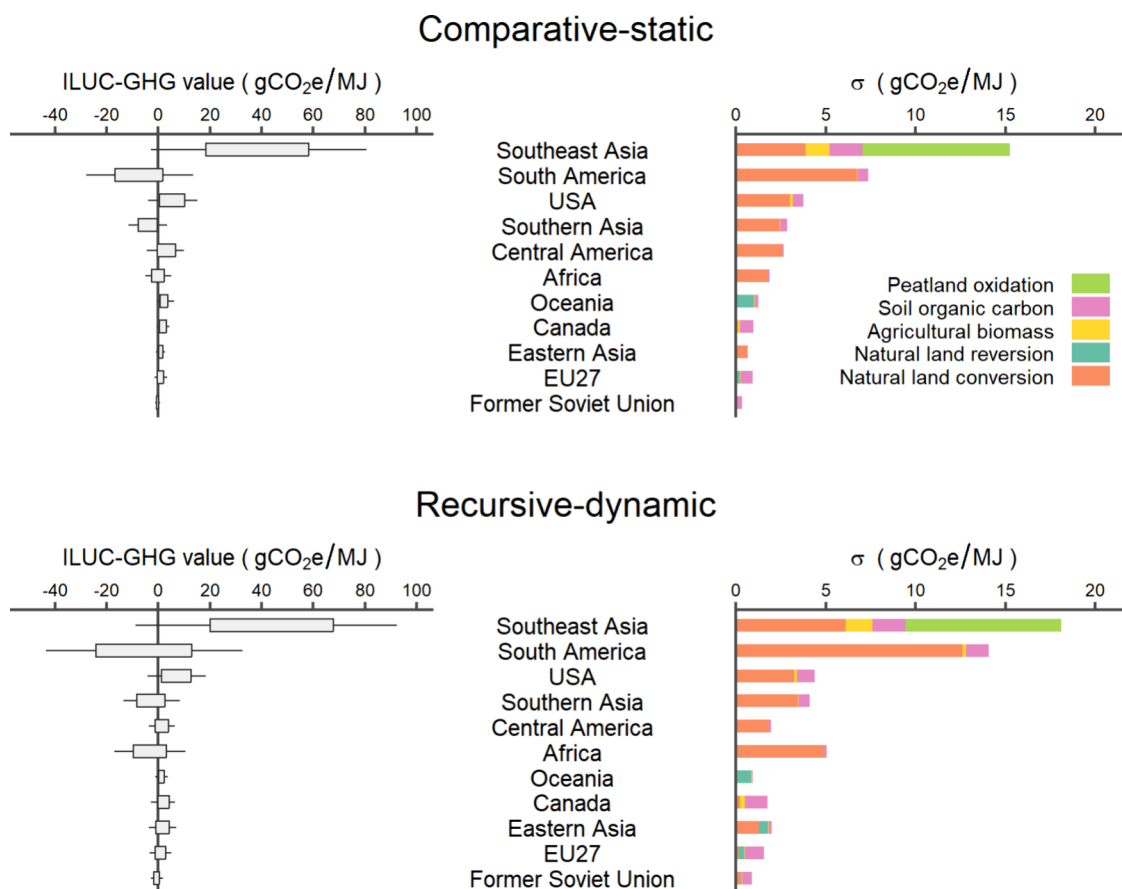 Comparative-static
ILUC-GHG value ( gCO₂e/MJ )
σ ( gCO₂e/MJ )
-40 -20 0 20 40 60 80 100
0 5 10 15 20
Southeast Asia
South America
USA
Southern Asia
Central America
Africa
Oceania
Canada
Eastern Asia
EU27
Former Soviet Union
Peatland oxidation
Soil organic carbon
Agricultural biomass
Natural land reversion
Natural land conversion
Recursive-dynamic
ILUC-GHG value ( gCO₂e/MJ )
σ ( gCO₂e/MJ )
-40 -20 0 20 40 60 80 100
0 5 10 15 20
Southeast Asia
South America
USA
Southern Asia
Central America
Africa
Oceania
Canada
Eastern Asia
EU27
Former Soviet Union